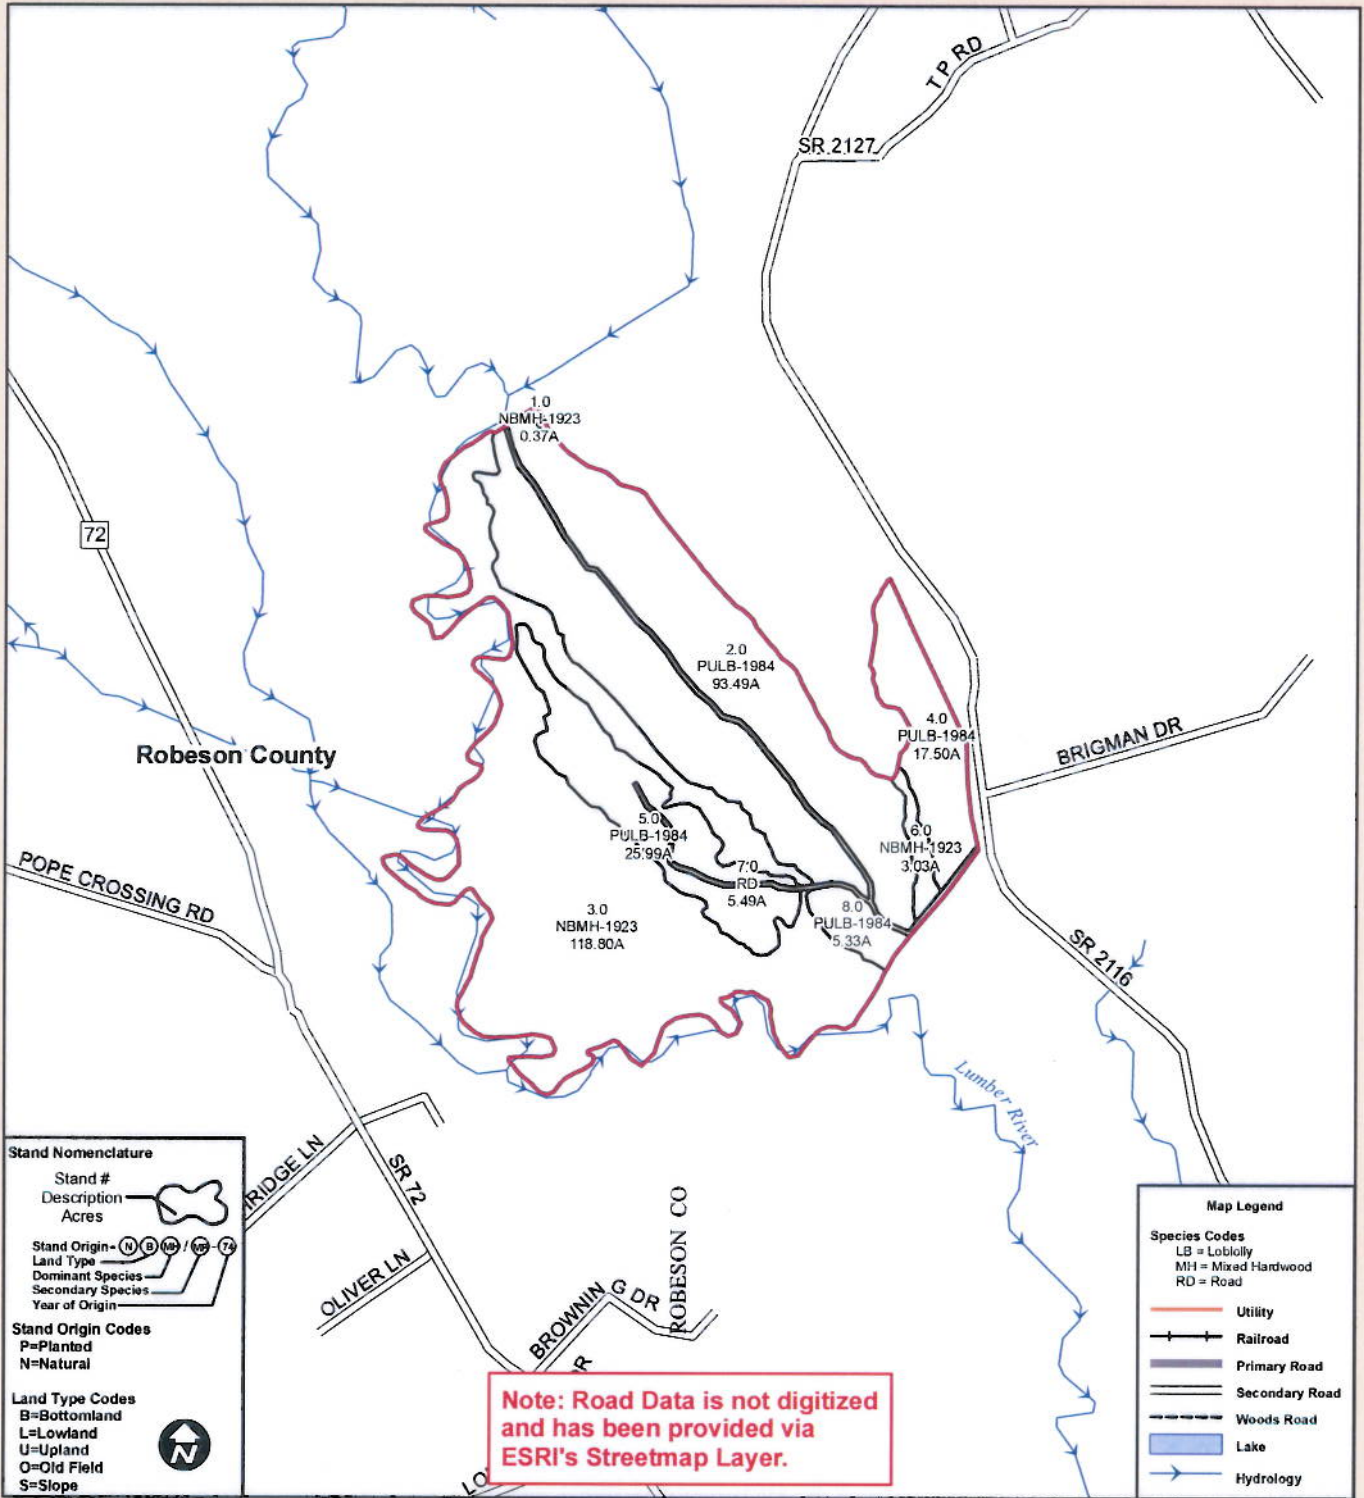 T P RD
SR 2127
1.0
NBMH-1923
0.37A
72
2.0
PULB-1984
93.49A
4.0
PULB-1984
17.50A
BRIGMAN DR
Robeson County
5.0
PULB-1984
25.99A
6.0
NBMH-1923
3.03A
7.0
RD
5.49A
POPE CROSSING RD
3.0
NBMH-1923
118.80A
8.0
PULB-1984
5.33A
SR 2116
Lumber River
SR 72
OLIVER LN
BROWNIN G DR
ROBESON CO
Stand Nomenclature
Stand #
Description
Acres
Stand Origin- N B MH / MP - 74
Land Type
Dominant Species
Secondary Species
Year of Origin
Stand Origin Codes
P=Planted
N=Natural
Land Type Codes
B=Bottomland
L=Lowland
U=Upland
O=Old Field
S=Slope
N
Note: Road Data is not digitized
and has been provided via
ESRI's Streetmap Layer.
Map Legend
Species Codes
LB = Loblolly
MH = Mixed Hardwood
RD = Road
Utility
Railroad
Primary Road
Secondary Road
Woods Road
Lake
Hydrology